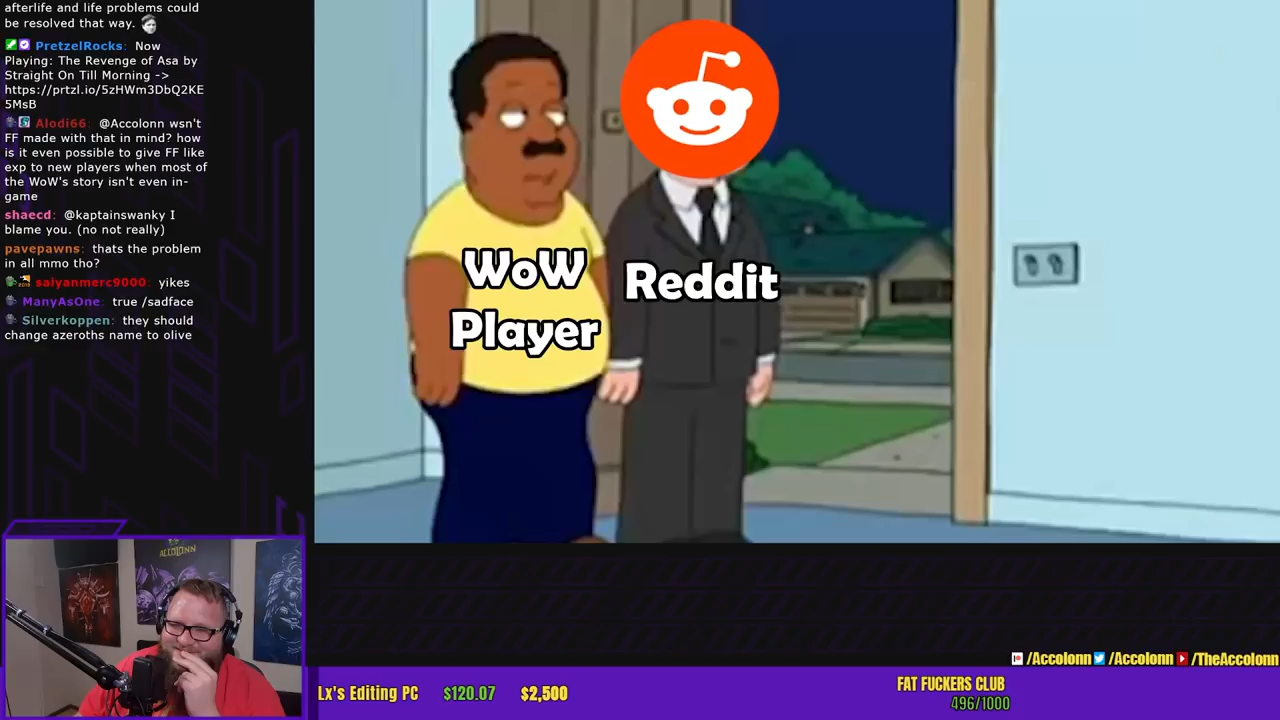 afterlife and life problems could
be resolved that way.
PretzelRocks: Now
Playing: The Revenge of Asa by
Straight On Till Morning ->
https://prtzl.io/5zHWm3DbQ2KE
5MsB
Alodi66: @Accolonn wsn't
FF made with that in mind? how
is it even possible to give FF like
exp to new players when most of
the WoW's story isn't even in-
game
shaecd: @kaptainswanky I
blame you. (no not really)
pavepawns: thats the problem
in all mmo tho?
saiyanmerc9000: yikes
ManyAsOne: true /sadface
Silverkoppen: they should
change azeroths name to olive
WoW
Player
Reddit
ACCOLONN
/Accolonn /Accolonn /TheAccolonn
Lx's Editing PC $120.07 $2,500
FAT FUCKERS CLUB
496/1000